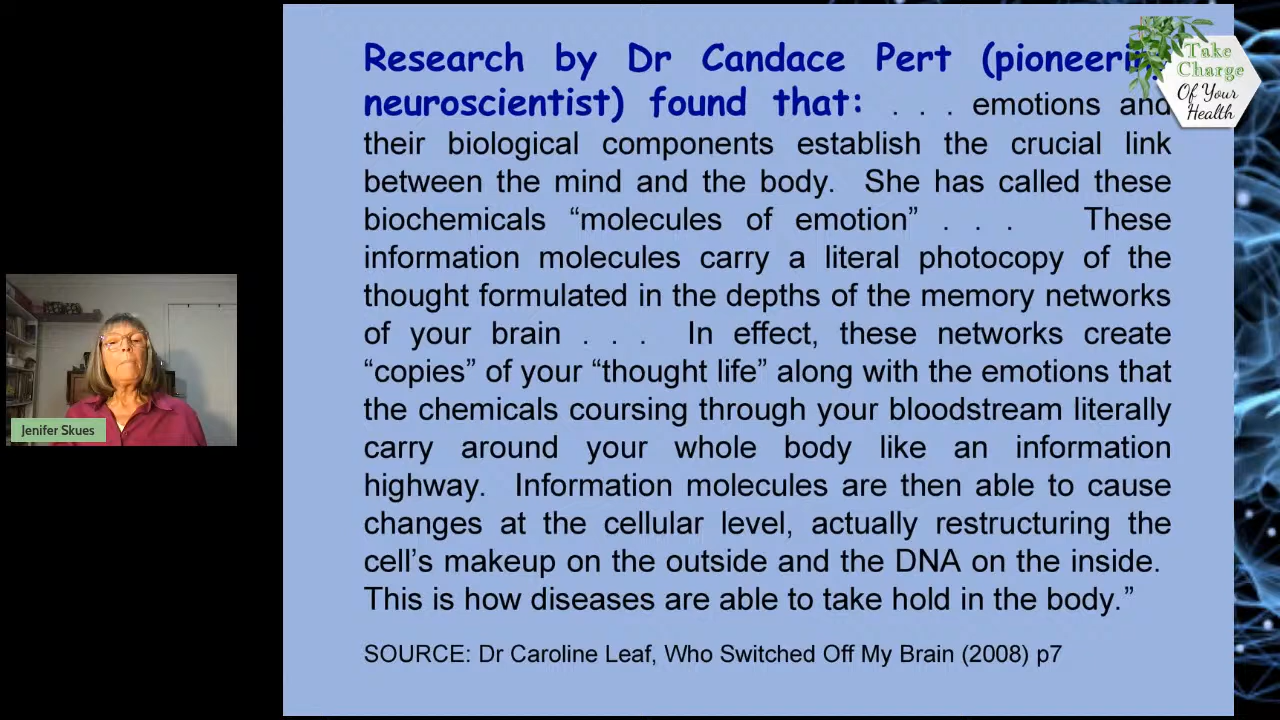 Research by Dr Candace Pert (pioneering
neuroscientist) found that: . . . emotions and
their biological components establish the crucial link
between the mind and the body. She has called these
biochemicals “molecules of emotion” . . . These
information molecules carry a literal photocopy of the
thought formulated in the depths of the memory networks
of your brain . . . In effect, these networks create
“copies” of your “thought life” along with the emotions that
the chemicals coursing through your bloodstream literally
carry around your whole body like an information
highway. Information molecules are then able to cause
changes at the cellular level, actually restructuring the
cell’s makeup on the outside and the DNA on the inside.
This is how diseases are able to take hold in the body.”
SOURCE: Dr Caroline Leaf, Who Switched Off My Brain (2008) p7
Take
Charge
Of Your
Health
Jenifer Skues